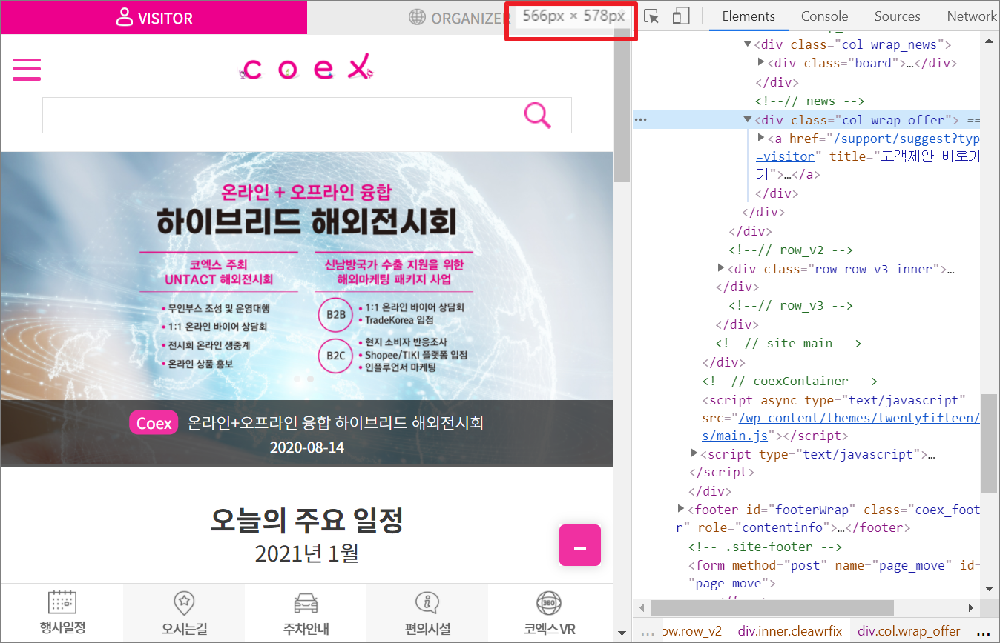 VISITOR
ORGANIZER
566px × 578px
Elements Console Sources Network
coex
온라인 + 오프라인 융합
하이브리드 해외전시회
코엑스 주최
UNTACT 해외전시회
• 무인부스 조성 및 운영대행
• 1:1 온라인 바이어 상담회
• 전시회 온라인 생중계
• 온라인 상품 홍보
신남방국가 수출 지원을 위한
해외마케팅 패키지 사업
B2B
• 1:1 온라인 바이어 상담회
• TradeKorea 입점
B2C
• 현지 소비자 반응조사
• Shopee/TIKI 플랫폼 입점
• 인플루언서 마케팅
Coex 온라인+오프라인 융합 하이브리드 해외전시회
2020-08-14
오늘의 주요 일정
2021년 1월
–
행사일정
오시는길
주차안내
편의시설
360
코엑스 VR
▼<div class="col wrap_news">
▶<div class="board">…</div>
</div>
<!--// news -->
… ▼<div class="col wrap_offer"> ==
▶<a href="/support/suggest?typ
=visitor" title="고객제안 바로가
기">…</a>
</div>
</div>
</div>
<!--// row_v2 -->
▶<div class="row row_v3 inner">…
</div>
<!--// row_v3 -->
</div>
<!--// site-main -->
</div>
<!--// coexContainer -->
<script async type="text/javascript"
src="/wp-content/themes/twentyfifteen/
s/main.js"></script>
▶<script type="text/javascript">…
</script>
</div>
▶<footer id="footerWrap" class="coex_foot
r" role="contentinfo">…</footer>
<!-- .site-footer -->
<form method="post" name="page_move" id=
"page_move">
… ow.row_v2 div.inner.cleawrfix div.col.wrap_offer …